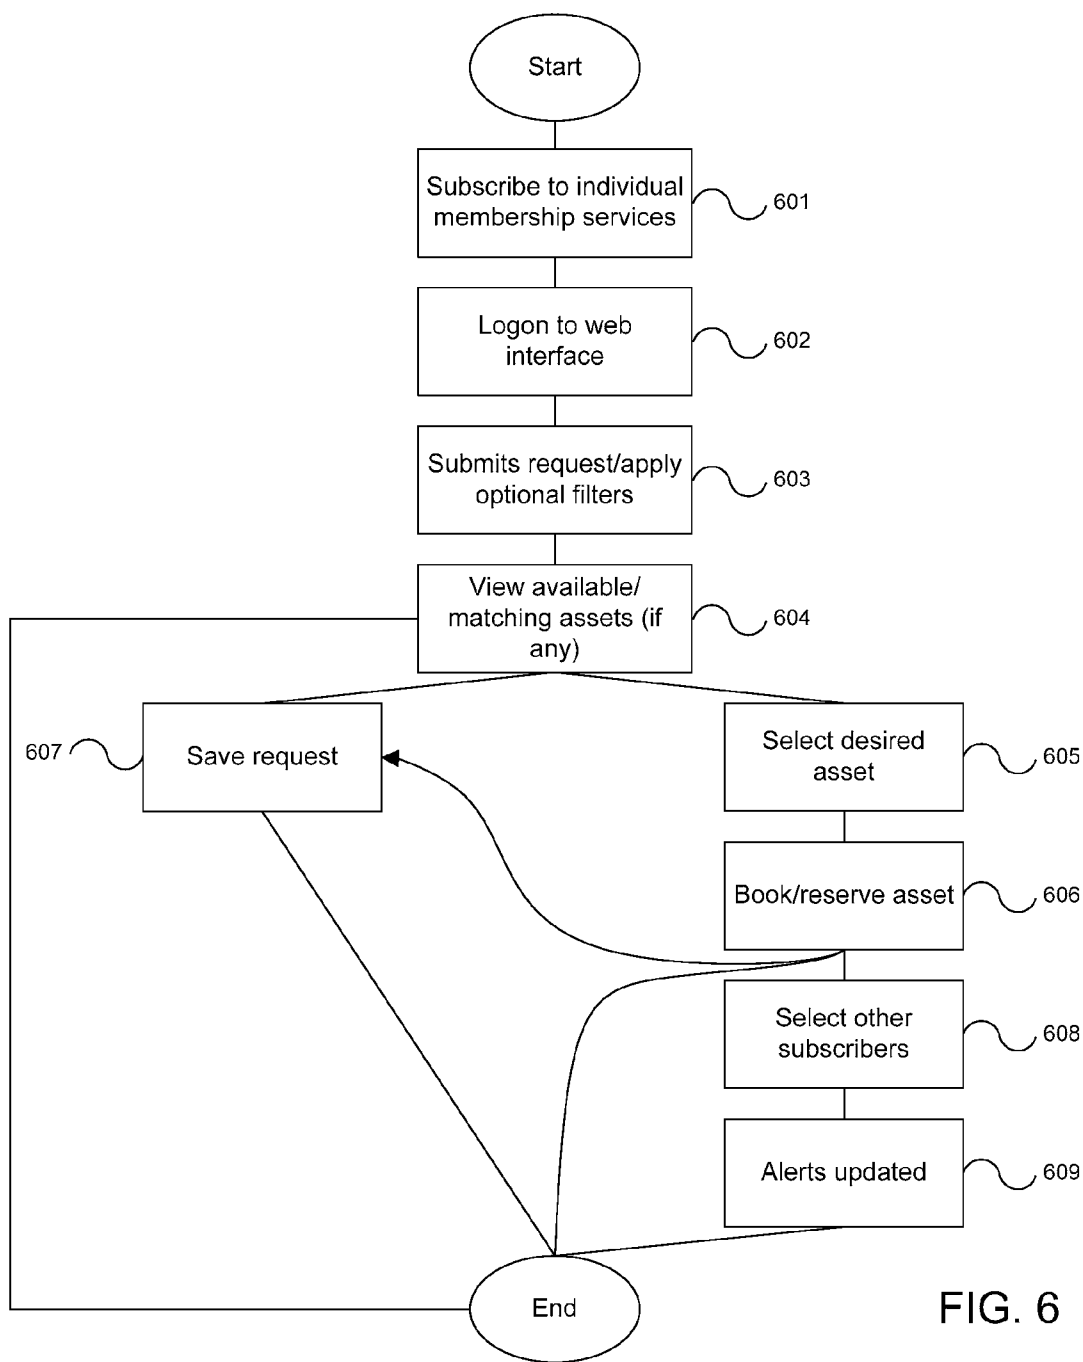 Start
Subscribe to individual
membership services
601
Logon to web
interface
602
Submits request/apply
optional filters
603
View available/
matching assets (if
any)
604
607
Save request
Select desired
asset
605
Book/reserve asset
606
Select other
subscribers
608
Alerts updated
609
End
FIG. 6